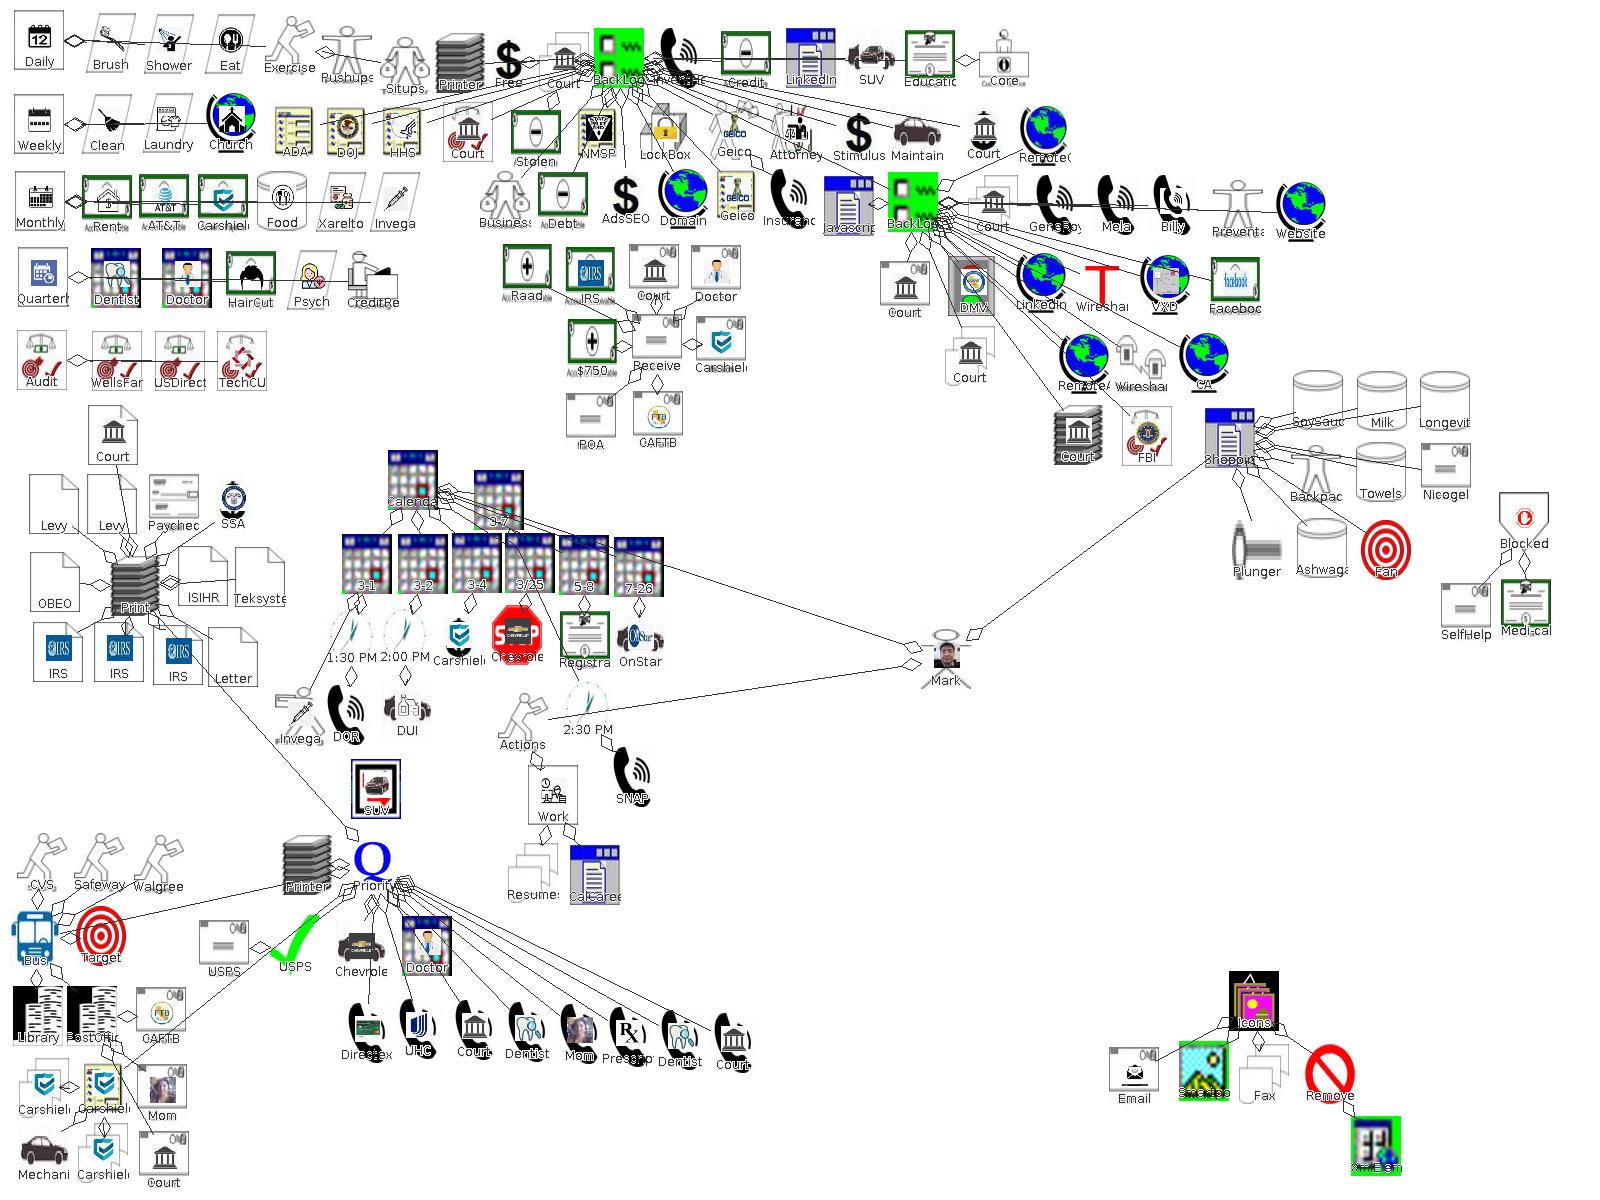 Daily
Brush
Shower
Eat
Exercise
Pushups
Situps
Printer
Free
Court
BackLog
Credit
LinkedIn
SUV
Educatio
Core
Weekly
Clean
Laundry
Church
ADA
DOJ
HHS
Court
Stolen
NMSP
LockBox
Geico
Attorney
Stimulus
Maintain
Court
Monthly
Rent
AT&T
Carshiel
Food
Xarelto
Invega
Business
Debt
AdsSEO
Domain
Geico
Insuranc
Javascrip
BackLog
Court
Mela
Billy
Preventa
Website
Quarterl
Dentist
Doctor
HairCut
Psych
CreditRe
Raad
IRS
Court
Doctor
Court
DMV
LinkedIn
Wireshar
VXD
Faceboo
Audit
WellsFar
USDirect
TechCU
$750
Receive
Carshiel
Court
RemoteA
Wireshar
CA
POA
CAFTB
Court
FBI
Shoppin
SoySauc
Milk
Longevit
Backpac
Towels
Nicogel
Plunger
Ashwaga
Fan
Blocked
SelfHelp
Medi-cal
Court
Levy
Levy
Paychec
SSA
OBEO
Print
ISIHR
Teksyste
IRS
IRS
IRS
Letter
Calenda
3-7
3-1
3-2
3-4
3/25
5-8
7-26
1:30 PM
2:00 PM
Carshiel
Chevrole
Registra
OnStar
Invega
DOR
DUI
Actions
2:30 PM
Mark
SUV
Work
SNAP
Resume
CalCaree
CVS
Safeway
Walgree
Printer
Q
Priority
Bus
Target
USPS
USPS
Chevrole
Doctor
Library
PostOffic
CAFTB
Directex
UHC
Court
Dentist
Mom
Prescrip
Dentist
Court
Carshiel
Carshiel
Mom
Mechani
Carshiel
Court
Icons
Email
Fax
Remove